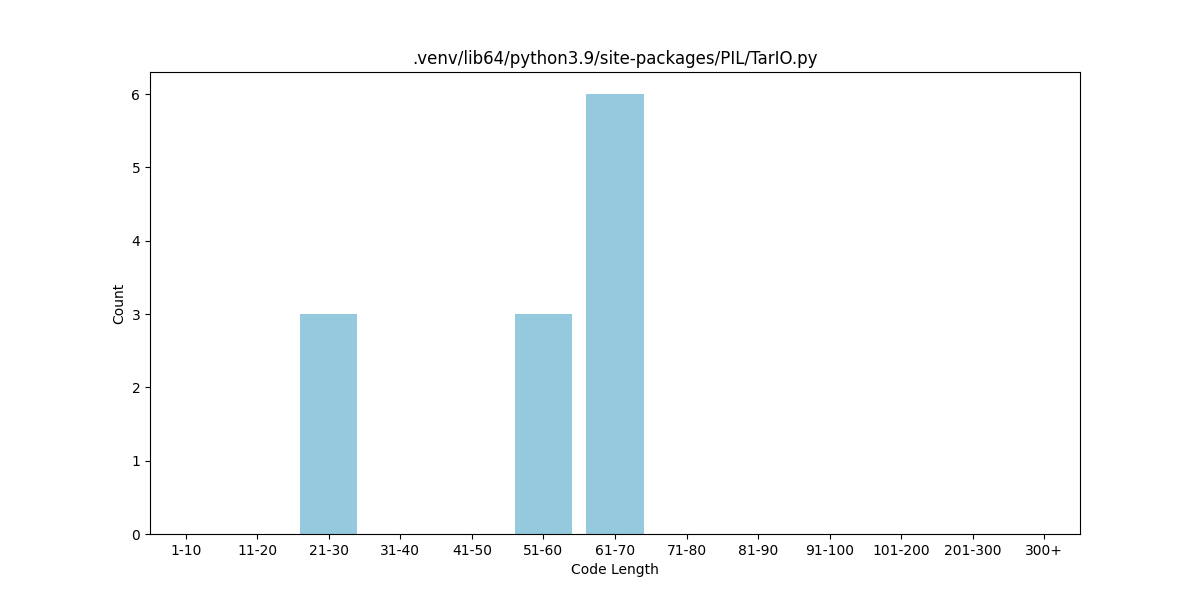 .venv/lib64/python3.9/site-packages/PIL/TarIO.py
6
5
4
3
2
1
0
Count
1-10 11-20 21-30 31-40 41-50 51-60 61-70 71-80 81-90 91-100 101-200 201-300 300+
Code Length